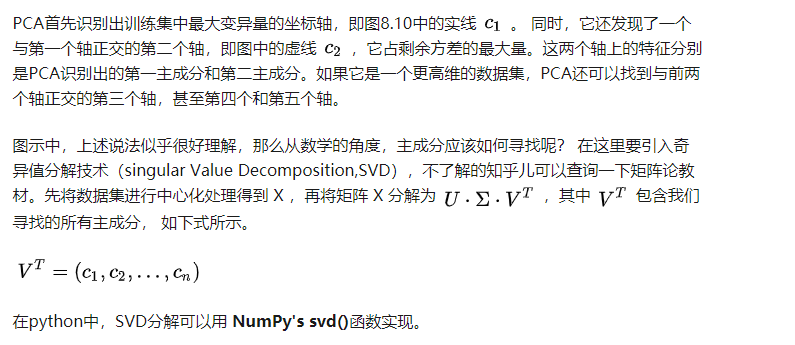 PCA首先识别出训练集中最大变异量的坐标轴，即图8.10中的实线 c₁ 。 同时，它还发现了一个
与第一个轴正交的第二个轴，即图中的虚线 c₂ ，它占剩余方差的最大量。这两个轴上的特征分别
是PCA识别出的第一主成分和第二主成分。如果它是一个更高维的数据集，PCA还可以找到与前两
个轴正交的第三个轴，甚至第四个和第五个轴。
图示中，上述说法似乎很好理解，那么从数学的角度，主成分应该如何寻找呢？ 在这里要引入奇
异值分解技术（singular Value Decomposition,SVD），不了解的知乎儿可以查询一下矩阵论教
材。先将数据集进行中心化处理得到 X ，再将矩阵 X 分解为 U · Σ · Vᵀ ，其中 Vᵀ 包含我们
寻找的所有主成分， 如下式所示。
Vᵀ = (c₁, c₂, . . . , cₙ)
在python中，SVD分解可以用 NumPy's svd()函数实现。